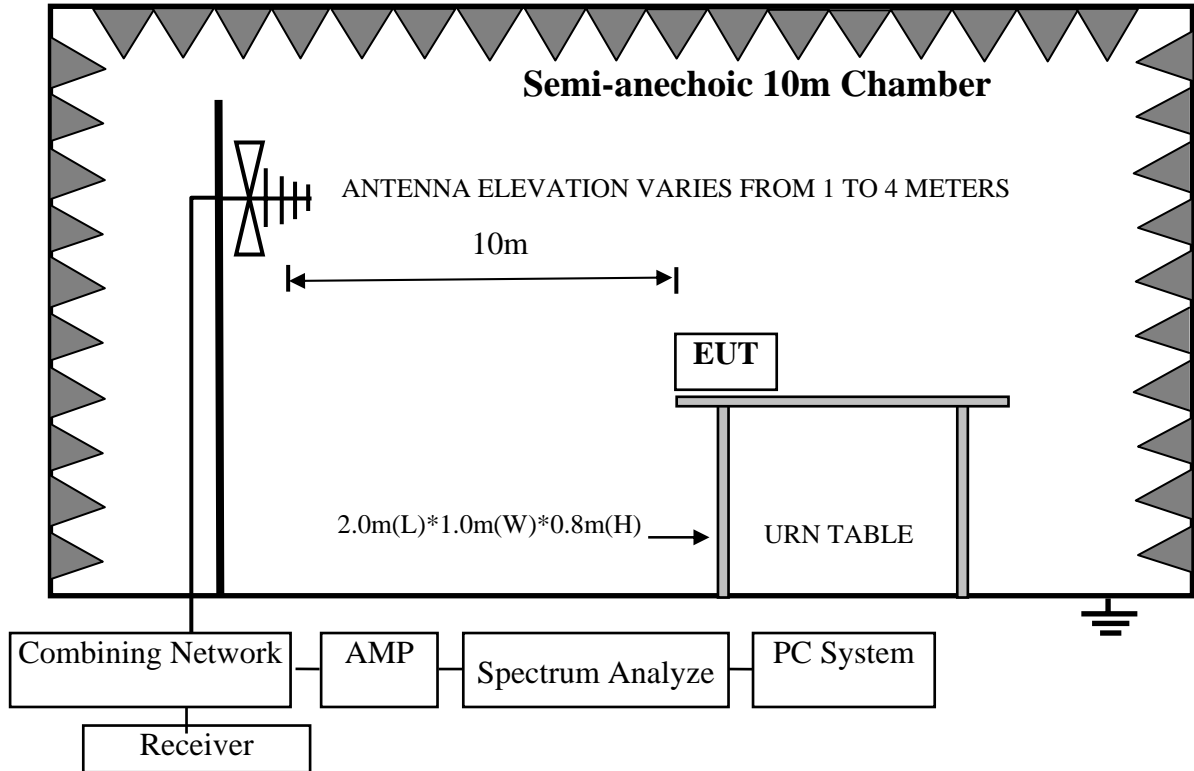 Semi-anechoic 10m Chamber
ANTENNA ELEVATION VARIES FROM 1 TO 4 METERS
10m
EUT
2.0m(L)*1.0m(W)*0.8m(H)
URN TABLE
Combining Network
AMP
Spectrum Analyze
PC System
Receiver